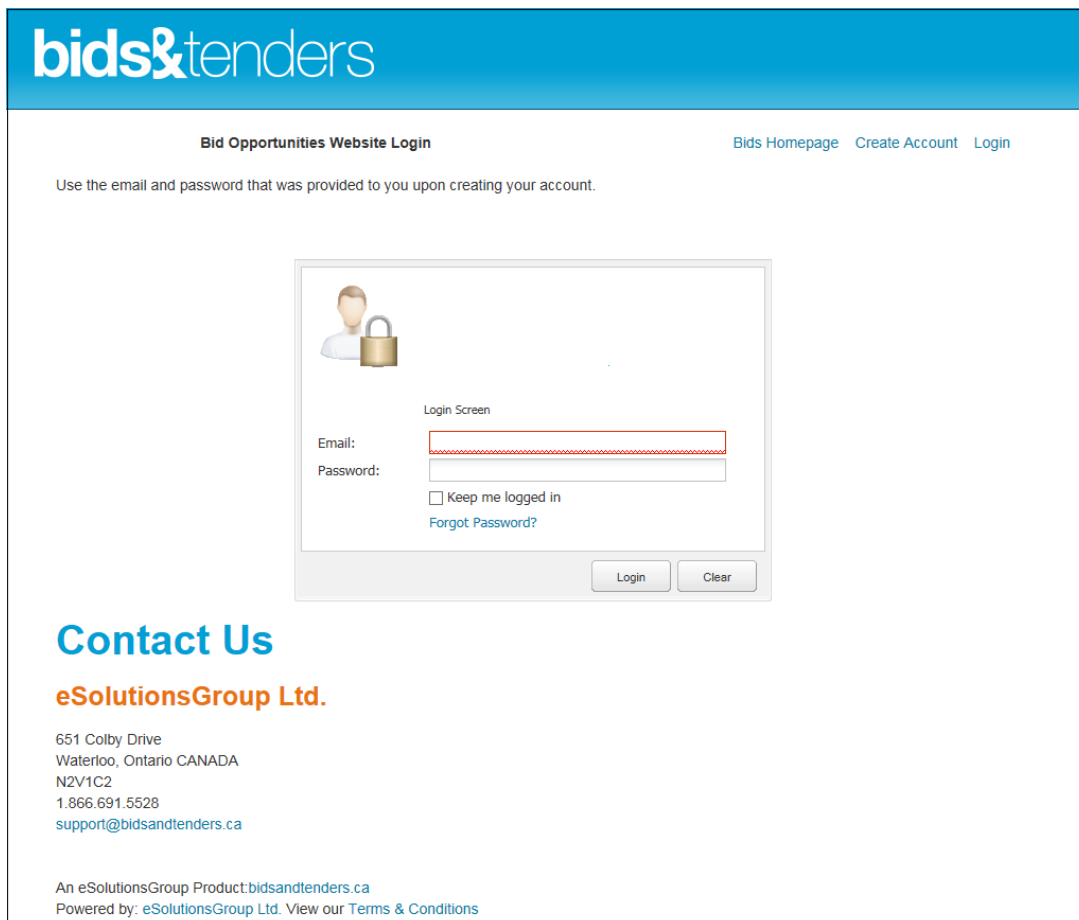 bids&tenders
Bid Opportunities Website Login
Bids Homepage Create Account Login
Use the email and password that was provided to you upon creating your account.
Login Screen
Email:
Password:
Keep me logged in
Forgot Password?
Login Clear
Contact Us
eSolutionsGroup Ltd.
651 Colby Drive
Waterloo, Ontario CANADA
N2V1C2
1.866.691.5528
support@bidsandtenders.ca
An eSolutionsGroup Product:bidsandtenders.ca
Powered by: eSolutionsGroup Ltd. View our Terms & Conditions